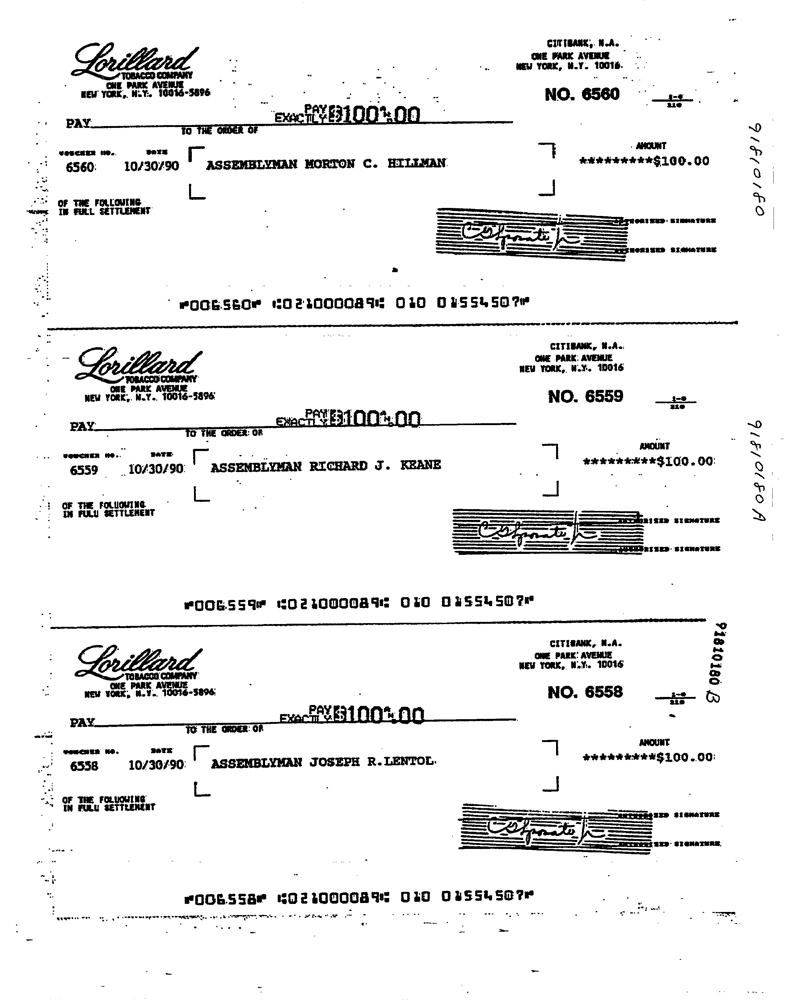 Lorillard
TOBACCO COMPANY
ONE PARK AVENUE
NEW YORK, N.Y. 10016-5896
CITIBANK, N.A.
ONE PARK AVENUE
NEW YORK, N.Y. 10016
NO. 6560
1-8
210
PAY
PAY
EXACTLY $100 AND 00
TO THE ORDER OF
VOUCHER NO. DATE AMOUNT
6560 10/30/90 ASSEMBLYMAN MORTON C. HILLMAN *********$100.00
OF THE FOLLOWING
IN FULL SETTLEMENT
AUTHORIZED SIGNATURE
AUTHORIZED SIGNATURE
⑈006560⑈ ⑆021000089⑆ 010 01554507⑈
91810180
Lorillard
TOBACCO COMPANY
ONE PARK AVENUE
NEW YORK, N.Y. 10016-5896
CITIBANK, N.A.
ONE PARK AVENUE
NEW YORK, N.Y. 10016
NO. 6559
1-8
210
PAY
PAY
EXACTLY $100 AND 00
TO THE ORDER OF
VOUCHER NO. DATE AMOUNT
6559 10/30/90 ASSEMBLYMAN RICHARD J. KEANE *********$100.00
OF THE FOLLOWING
IN FULL SETTLEMENT
AUTHORIZED SIGNATURE
AUTHORIZED SIGNATURE
⑈006559⑈ ⑆021000089⑆ 010 01554507⑈
91810180 A
Lorillard
TOBACCO COMPANY
ONE PARK AVENUE
NEW YORK, N.Y. 10016-5896
CITIBANK, N.A.
ONE PARK AVENUE
NEW YORK, N.Y. 10016
NO. 6558
1-8
210
PAY
PAY
EXACTLY $100 AND 00
TO THE ORDER OF
VOUCHER NO. DATE AMOUNT
6558 10/30/90 ASSEMBLYMAN JOSEPH R. LENTOL *********$100.00
OF THE FOLLOWING
IN FULL SETTLEMENT
AUTHORIZED SIGNATURE
AUTHORIZED SIGNATURE
⑈006558⑈ ⑆021000089⑆ 010 01554507⑈
91810180 B